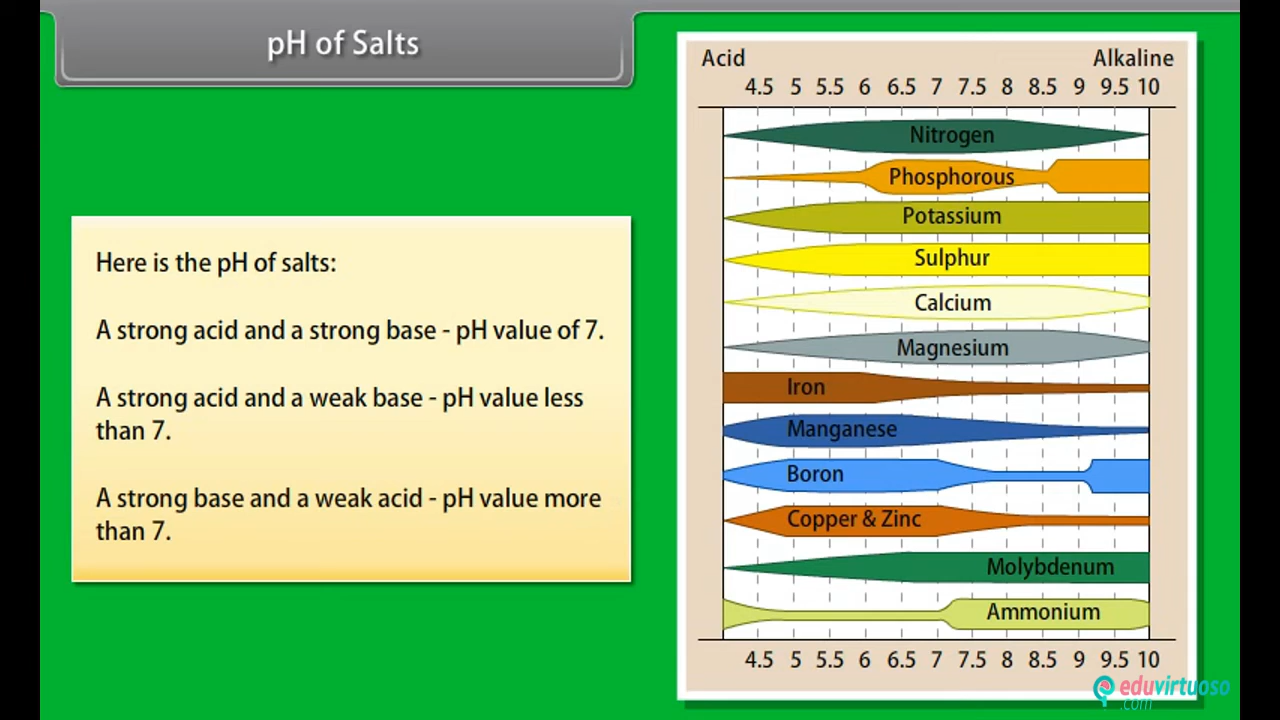 pH of Salts
Here is the pH of salts:
A strong acid and a strong base - pH value of 7.
A strong acid and a weak base - pH value less
than 7.
A strong base and a weak acid - pH value more
than 7.
Acid Alkaline
4.5 5 5.5 6 6.5 7 7.5 8 8.5 9 9.5 10
Nitrogen
Phosphorous
Potassium
Sulphur
Calcium
Magnesium
Iron
Manganese
Boron
Copper & Zinc
Molybdenum
Ammonium
4.5 5 5.5 6 6.5 7 7.5 8 8.5 9 9.5 10
eduvirtuoso
.com